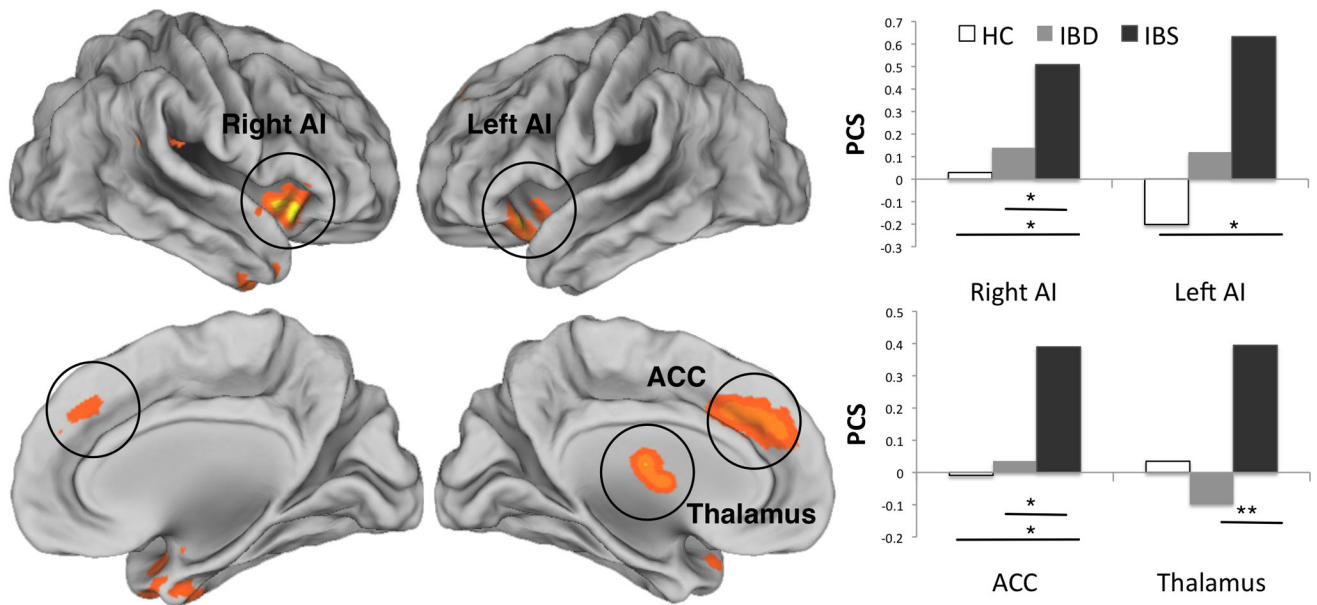 Right AI
Left AI
ACC
Thalamus
HC IBD IBS
PCS
0.7
0.6
0.5
0.4
0.3
0.2
0.1
0
-0.1
-0.2
-0.3
*
*
*
Right AI Left AI
PCS
0.5
0.4
0.3
0.2
0.1
0
-0.1
-0.2
*
**
*
ACC Thalamus